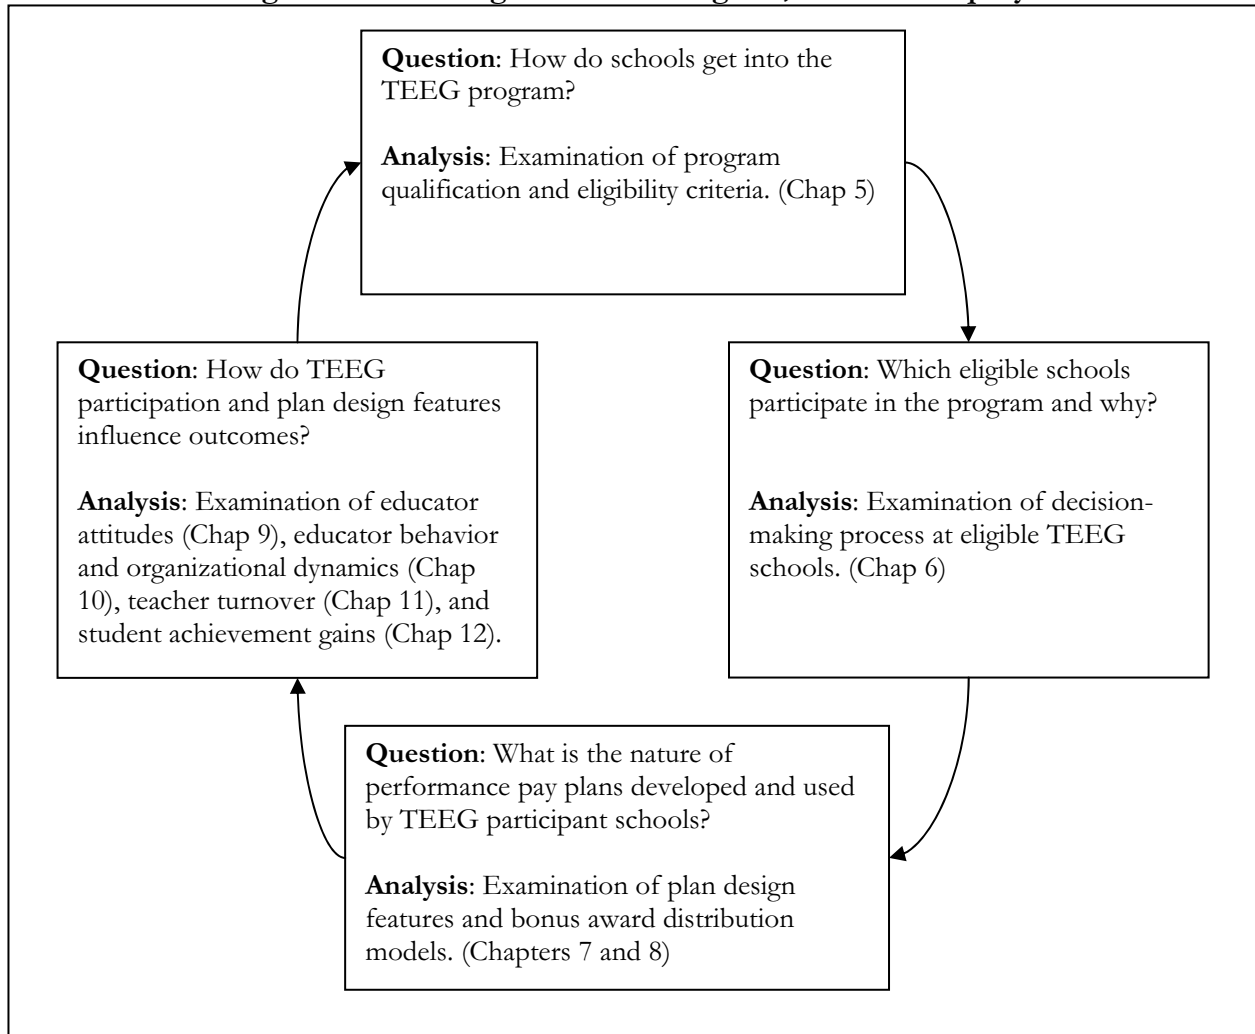 Question: How do schools get into the
TEEG program?
Analysis: Examination of program
qualification and eligibility criteria. (Chap 5)
Question: How do TEEG
participation and plan design features
influence outcomes?
Analysis: Examination of educator
attitudes (Chap 9), educator behavior
and organizational dynamics (Chap
10), teacher turnover (Chap 11), and
student achievement gains (Chap 12).
Question: Which eligible schools
participate in the program and why?
Analysis: Examination of decision-
making process at eligible TEEG
schools. (Chap 6)
Question: What is the nature of
performance pay plans developed and used
by TEEG participant schools?
Analysis: Examination of plan design
features and bonus award distribution
models. (Chapters 7 and 8)